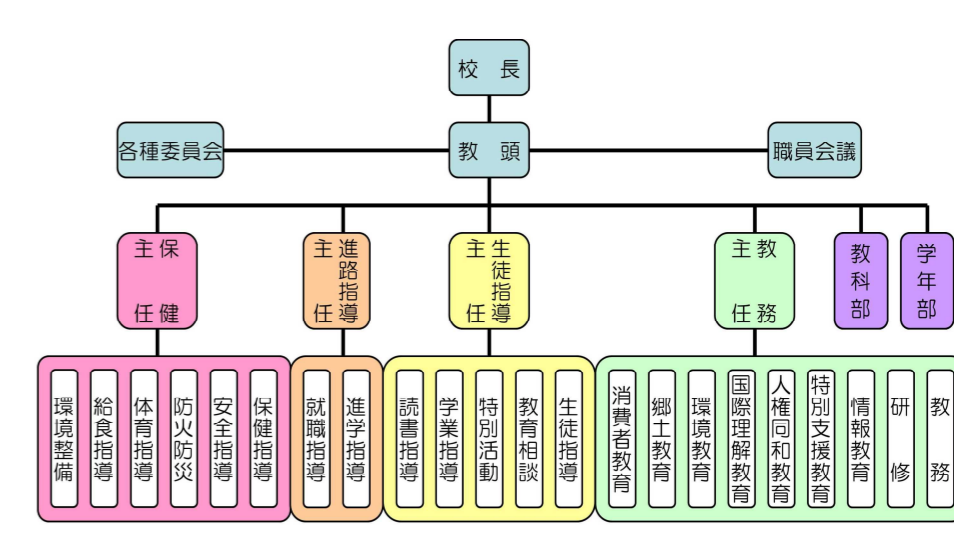 校長
各種委員会
教頭
職員会議
保健主任
進路指導主任
生徒指導主任
教務主任
教科部
学年部
環境整備
給食指導
体育指導
防火防災
安全指導
保健指導
就職指導
進学指導
読書指導
学業指導
特別活動
教育相談
生徒指導
消費者教育
郷土教育
環境教育
国際理解教育
人権同和教育
特別支援教育
情報教育
研修
教務